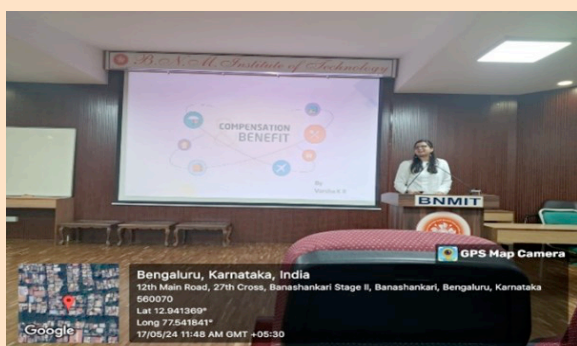 B.N.M. Institute of Technology
COMPENSATION
BENEFIT
By
BNMIT
GPS Map Camera
Bengaluru, Karnataka, India
12th Main Road, 27th Cross, Banashankari Stage II, Banashankari, Bengaluru, Karnataka
560070
Lat 12.941369°
Long 77.541841°
17/05/24 11:48 AM GMT +05:30
Google